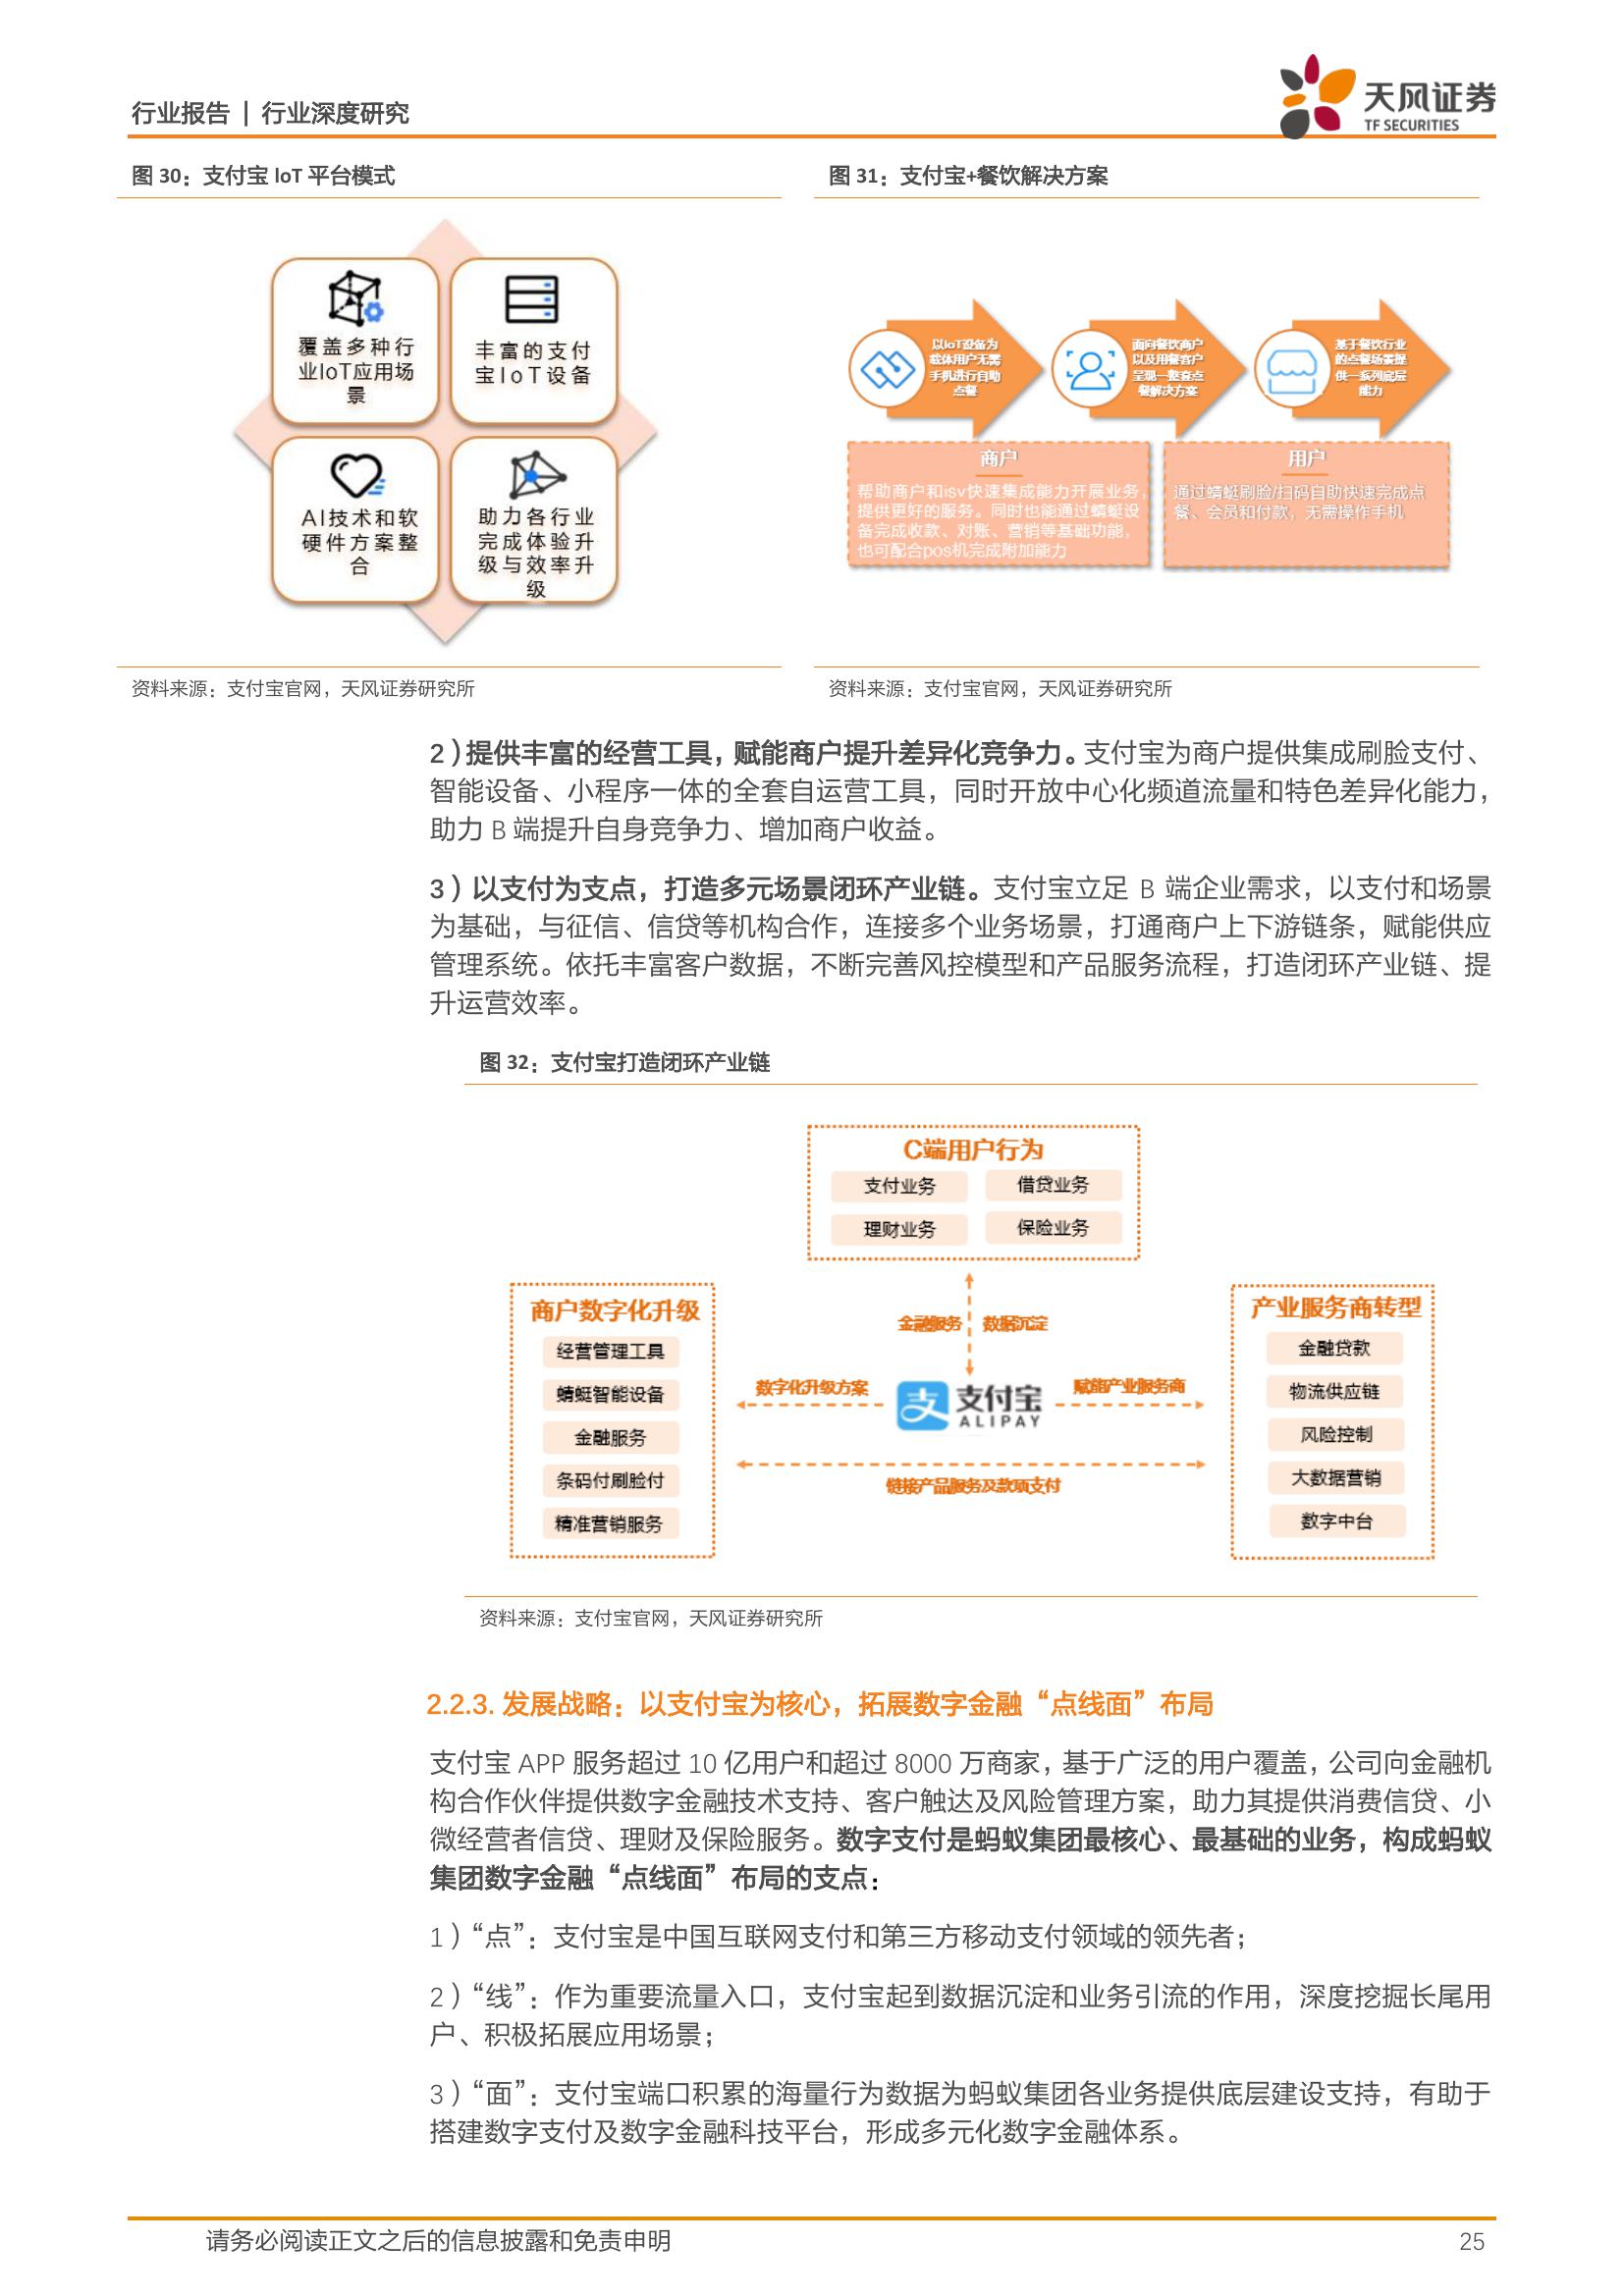 行业报告 | 行业深度研究
天风证券
TF SECURITIES
图 30：支付宝 IoT 平台模式
覆盖多种行
业IoT应用场
景
丰富的支付
宝IoT设备
AI技术和软
硬件方案整
合
助力各行业
完成体验升
级与效率升
级
资料来源：支付宝官网，天风证券研究所
图 31：支付宝+餐饮解决方案
以IoT设备为
载体用户无需
手机进行自助
点餐
面向餐饮商户
以及用餐客户
呈现一整套点
餐解决方案
基于餐饮行业
的点餐场景提
供一系列底层
能力
商户
帮助商户和isv快速集成能力开展业务，
提供更好的服务。同时也能通过蜻蜓设
备完成收款、对账、营销等基础功能，
也可配合pos机完成附加能力
用户
通过蜻蜓刷脸/扫码自助快速完成点
餐、会员和付款，无需操作手机
资料来源：支付宝官网，天风证券研究所
2）提供丰富的经营工具，赋能商户提升差异化竞争力。支付宝为商户提供集成刷脸支付、
智能设备、小程序一体的全套自运营工具，同时开放中心化频道流量和特色差异化能力，
助力 B 端提升自身竞争力、增加商户收益。
3）以支付为支点，打造多元场景闭环产业链。支付宝立足 B 端企业需求，以支付和场景
为基础，与征信、信贷等机构合作，连接多个业务场景，打通商户上下游链条，赋能供应
管理系统。依托丰富客户数据，不断完善风控模型和产品服务流程，打造闭环产业链、提
升运营效率。
图 32：支付宝打造闭环产业链
C端用户行为
支付业务
借贷业务
理财业务
保险业务
商户数字化升级
经营管理工具
蜻蜓智能设备
金融服务
条码付刷脸付
精准营销服务
金融服务
数据沉淀
数字化升级方案
支付宝
ALIPAY
赋能产业服务商
链接产品服务及款项支付
产业服务商转型
金融贷款
物流供应链
风险控制
大数据营销
数字中台
资料来源：支付宝官网，天风证券研究所
2.2.3. 发展战略：以支付宝为核心，拓展数字金融“点线面”布局
支付宝 APP 服务超过 10 亿用户和超过 8000 万商家，基于广泛的用户覆盖，公司向金融机
构合作伙伴提供数字金融技术支持、客户触达及风险管理方案，助力其提供消费信贷、小
微经营者信贷、理财及保险服务。数字支付是蚂蚁集团最核心、最基础的业务，构成蚂蚁
集团数字金融“点线面”布局的支点：
1）“点”：支付宝是中国互联网支付和第三方移动支付领域的领先者；
2）“线”：作为重要流量入口，支付宝起到数据沉淀和业务引流的作用，深度挖掘长尾用
户、积极拓展应用场景；
3）“面”：支付宝端口积累的海量行为数据为蚂蚁集团各业务提供底层建设支持，有助于
搭建数字支付及数字金融科技平台，形成多元化数字金融体系。
请务必阅读正文之后的信息披露和免责申明
25